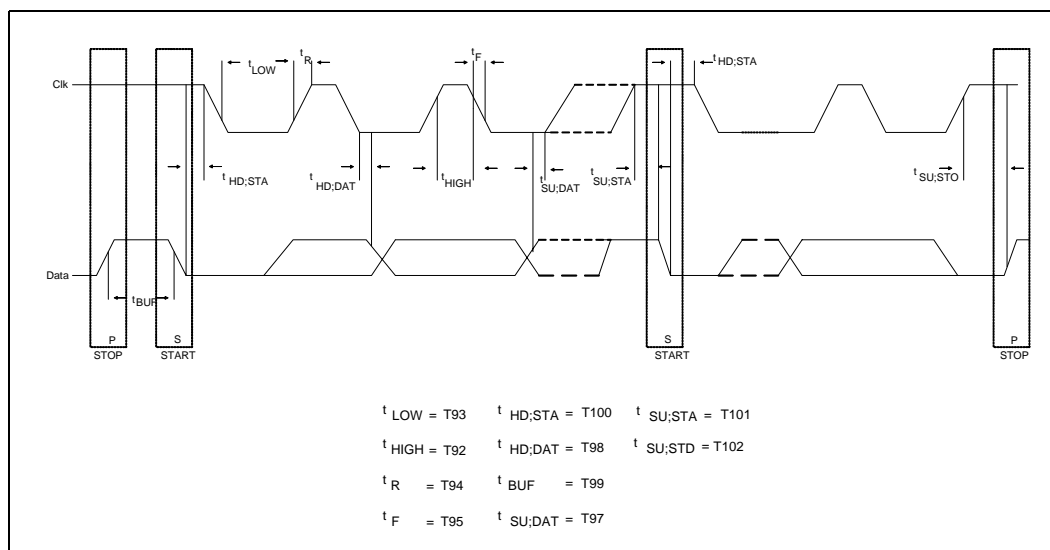 t R
t F
t HD;STA
t LOW
Clk
t HD;STA
t HD;DAT
t HIGH
t SU;DAT
t SU;STA
t SU;STO
Data
t BUF
P
S
S
P
STOP
START
START
STOP
t LOW = T93
t HD;STA = T100
t SU;STA = T101
t HIGH = T92
t HD;DAT = T98
t SU;STD = T102
t R = T94
t BUF = T99
t F = T95
t SU;DAT = T97